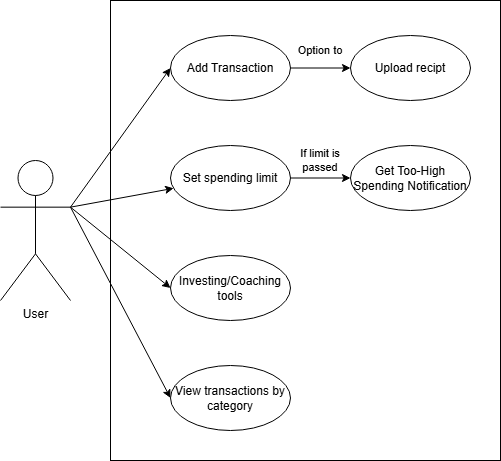 Option to
Add Transaction
Upload recipt
If limit is
passed
Set spending limit
Get Too-High
Spending Notification
Investing/Coaching
tools
User
View transactions by
category